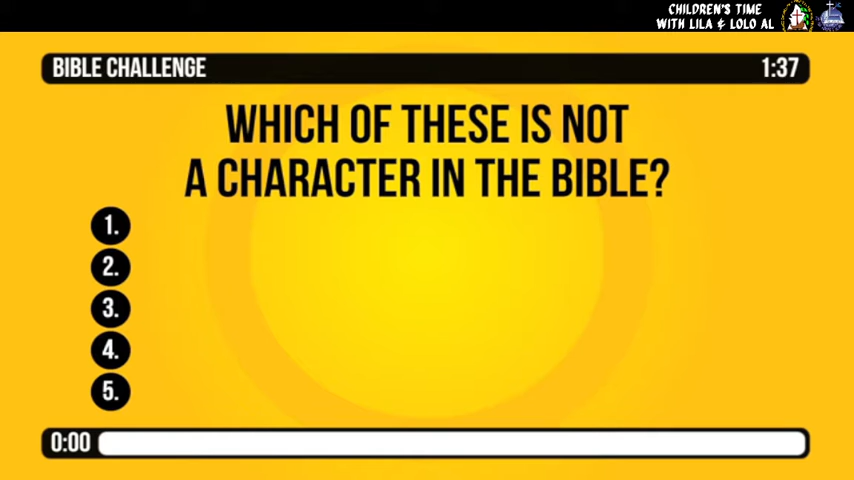 CHILDREN'S TIME
WITH LILA & LOLO AL
BIBLE CHALLENGE 1:37
WHICH OF THESE IS NOT
A CHARACTER IN THE BIBLE?
1.
2.
3.
4.
5.
0:00